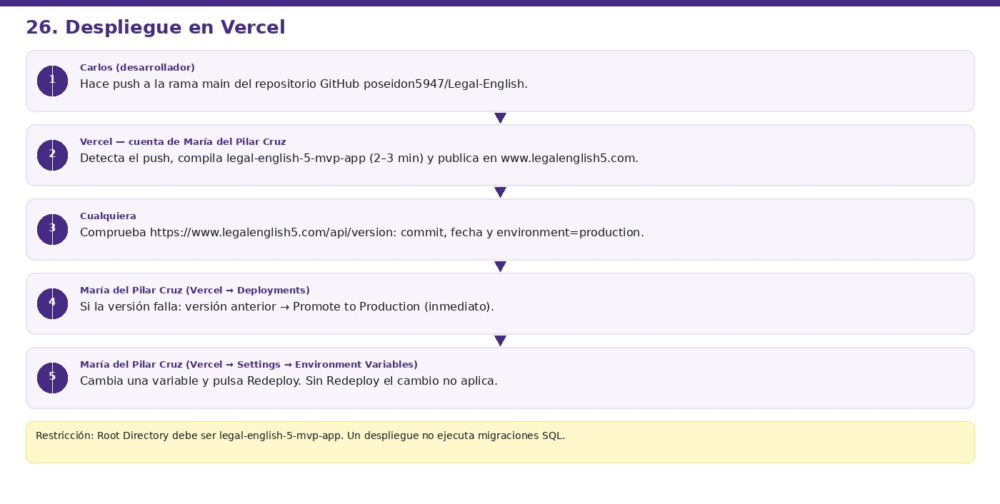 26. Despliegue en Vercel
1
Carlos (desarrollador)
Hace push a la rama main del repositorio GitHub poseidon5947/Legal-English.
2
Vercel — cuenta de María del Pilar Cruz
Detecta el push, compila legal-english-5-mvp-app (2–3 min) y publica en www.legalenglish5.com.
3
Cualquiera
Comprueba https://www.legalenglish5.com/api/version: commit, fecha y environment=production.
4
María del Pilar Cruz (Vercel → Deployments)
Si la versión falla: versión anterior → Promote to Production (inmediato).
5
María del Pilar Cruz (Vercel → Settings → Environment Variables)
Cambia una variable y pulsa Redeploy. Sin Redeploy el cambio no aplica.
Restricción: Root Directory debe ser legal-english-5-mvp-app. Un despliegue no ejecuta migraciones SQL.